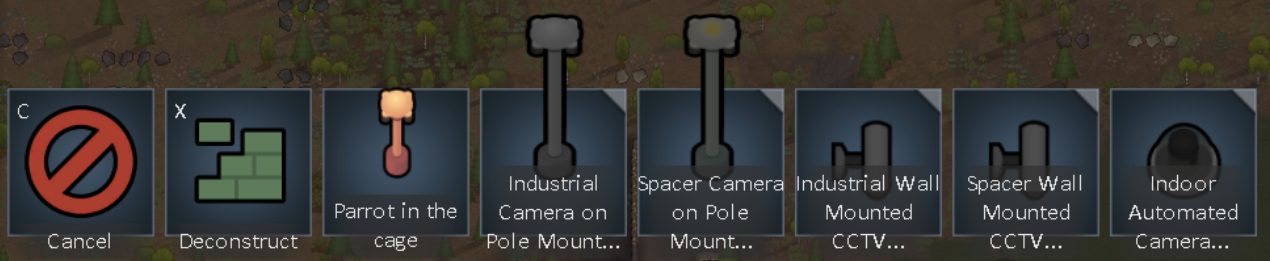 C
Cancel
X
Deconstruct
Parrot in the
cage
Industrial
Camera on
Pole Mount...
Spacer Camera
on Pole
Mount...
Industrial Wall
Mounted
CCTV...
Spacer Wall
Mounted
CCTV...
Indoor
Automated
Camera...